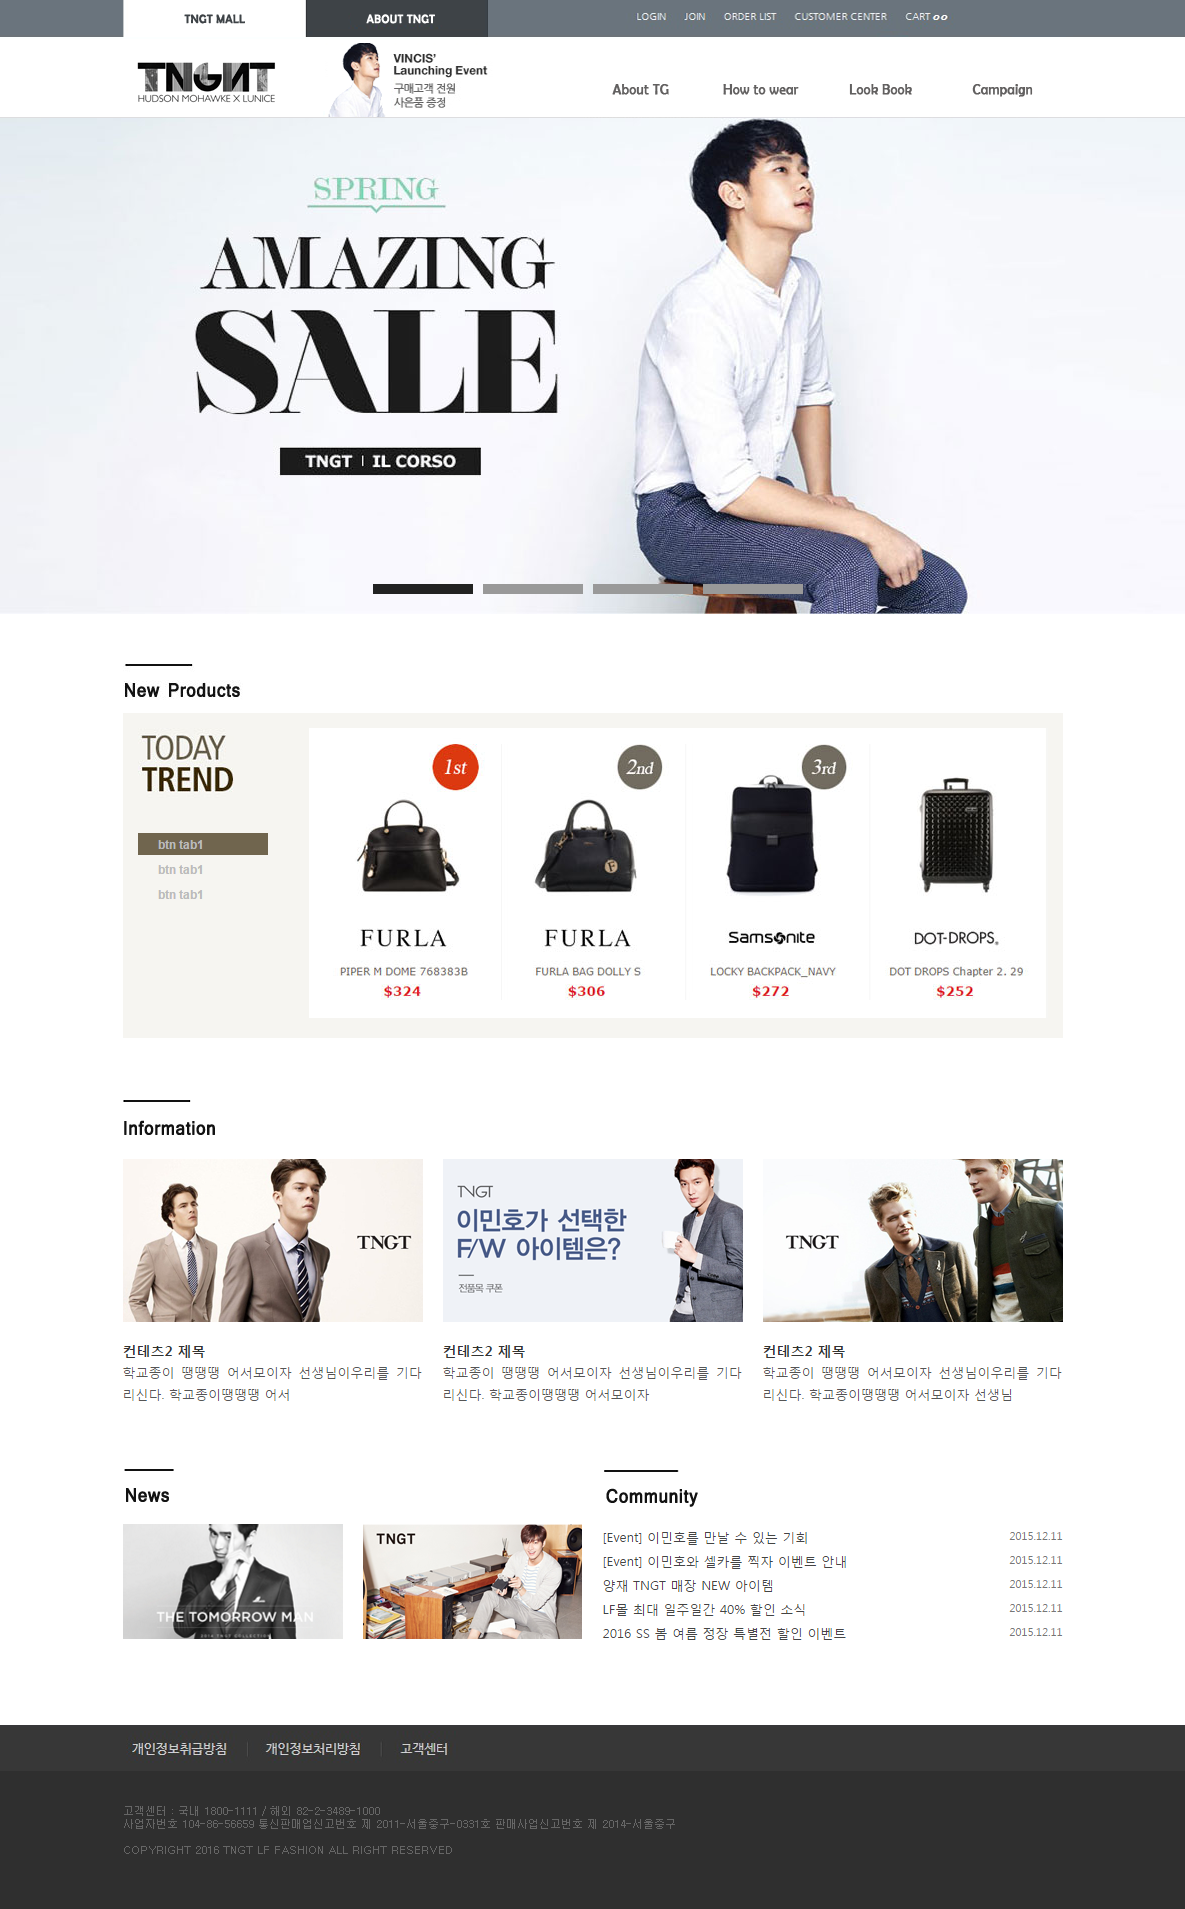 TNGT MALL
ABOUT TNGT
LOGIN JOIN ORDER LIST CUSTOMER CENTER CART
TNGHT
HUDSON MOHAWKE X LUNICE
VINCIS'
Launching Event
구매고객 전원
사은품 증정
About TG
How to wear
Look Book
Campaign
SPRING
AMAZING
SALE
TNGT | IL CORSO
New Products
TODAY
TREND
btn tab1
btn tab1
btn tab1
1st
2nd
3rd
FURLA
FURLA
Samsonite
DOT-DROPS.
PIPER M DOME 768383B
FURLA BAG DOLLY S
LOCKY BACKPACK_NAVY
DOT DROPS Chapter 2. 29
$324
$306
$272
$252
Information
TNGT
TNGT
이민호가 선택한
F/W 아이템은?
전품목 쿠폰
TNGT
컨테츠2 제목
학교종이 땡땡땡 어서모이자 선생님이우리를 기다
리신다. 학교종이땡땡땡 어서
컨테츠2 제목
학교종이 땡땡땡 어서모이자 선생님이우리를 기다
리신다. 학교종이땡땡땡 어서모이자
컨테츠2 제목
학교종이 땡땡땡 어서모이자 선생님이우리를 기다
리신다. 학교종이땡땡땡 어서모이자 선생님
News
THE TOMORROW MAN
2016 TNGT COLLECTION
TNGT
Community
[Event] 이민호를 만날 수 있는 기회 2015.12.11
[Event] 이민호와 셀카를 찍자 이벤트 안내 2015.12.11
양재 TNGT 매장 NEW 아이템 2015.12.11
LF몰 최대 일주일간 40% 할인 소식 2015.12.11
2016 SS 봄 여름 정장 특별전 할인 이벤트 2015.12.11
개인정보취급방침
개인정보처리방침
고객센터
고객센터 : 국내 1800-1111 / 해외 82-2-3489-1000
사업자번호 104-86-56659 통신판매업신고번호 제 2011-서울중구-0331호 판매사업신고번호 제 2014-서울중구
COPYRIGHT 2016 TNGT LF FASHION ALL RIGHT RESERVED